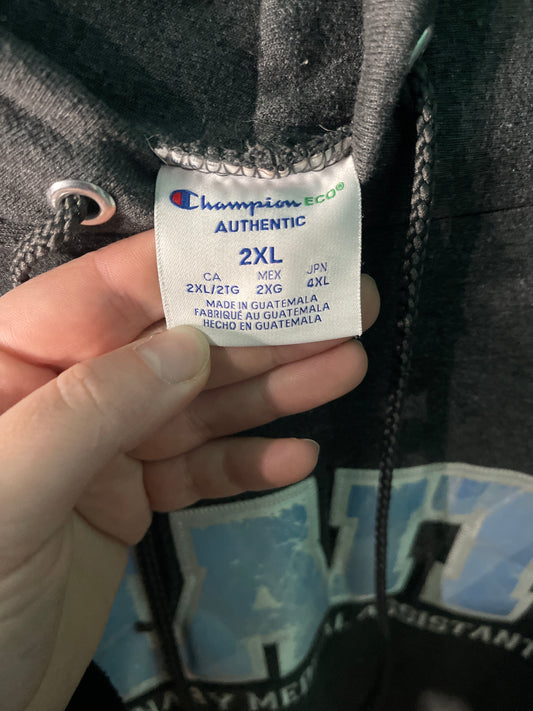 Champion ECO®
AUTHENTIC
2XL
CA MEX JPN
2XL/2TG 2XG 4XL
MADE IN GUATEMALA
FABRIQUÉ AU GUATEMALA
HECHO EN GUATEMALA
ASSISTANT